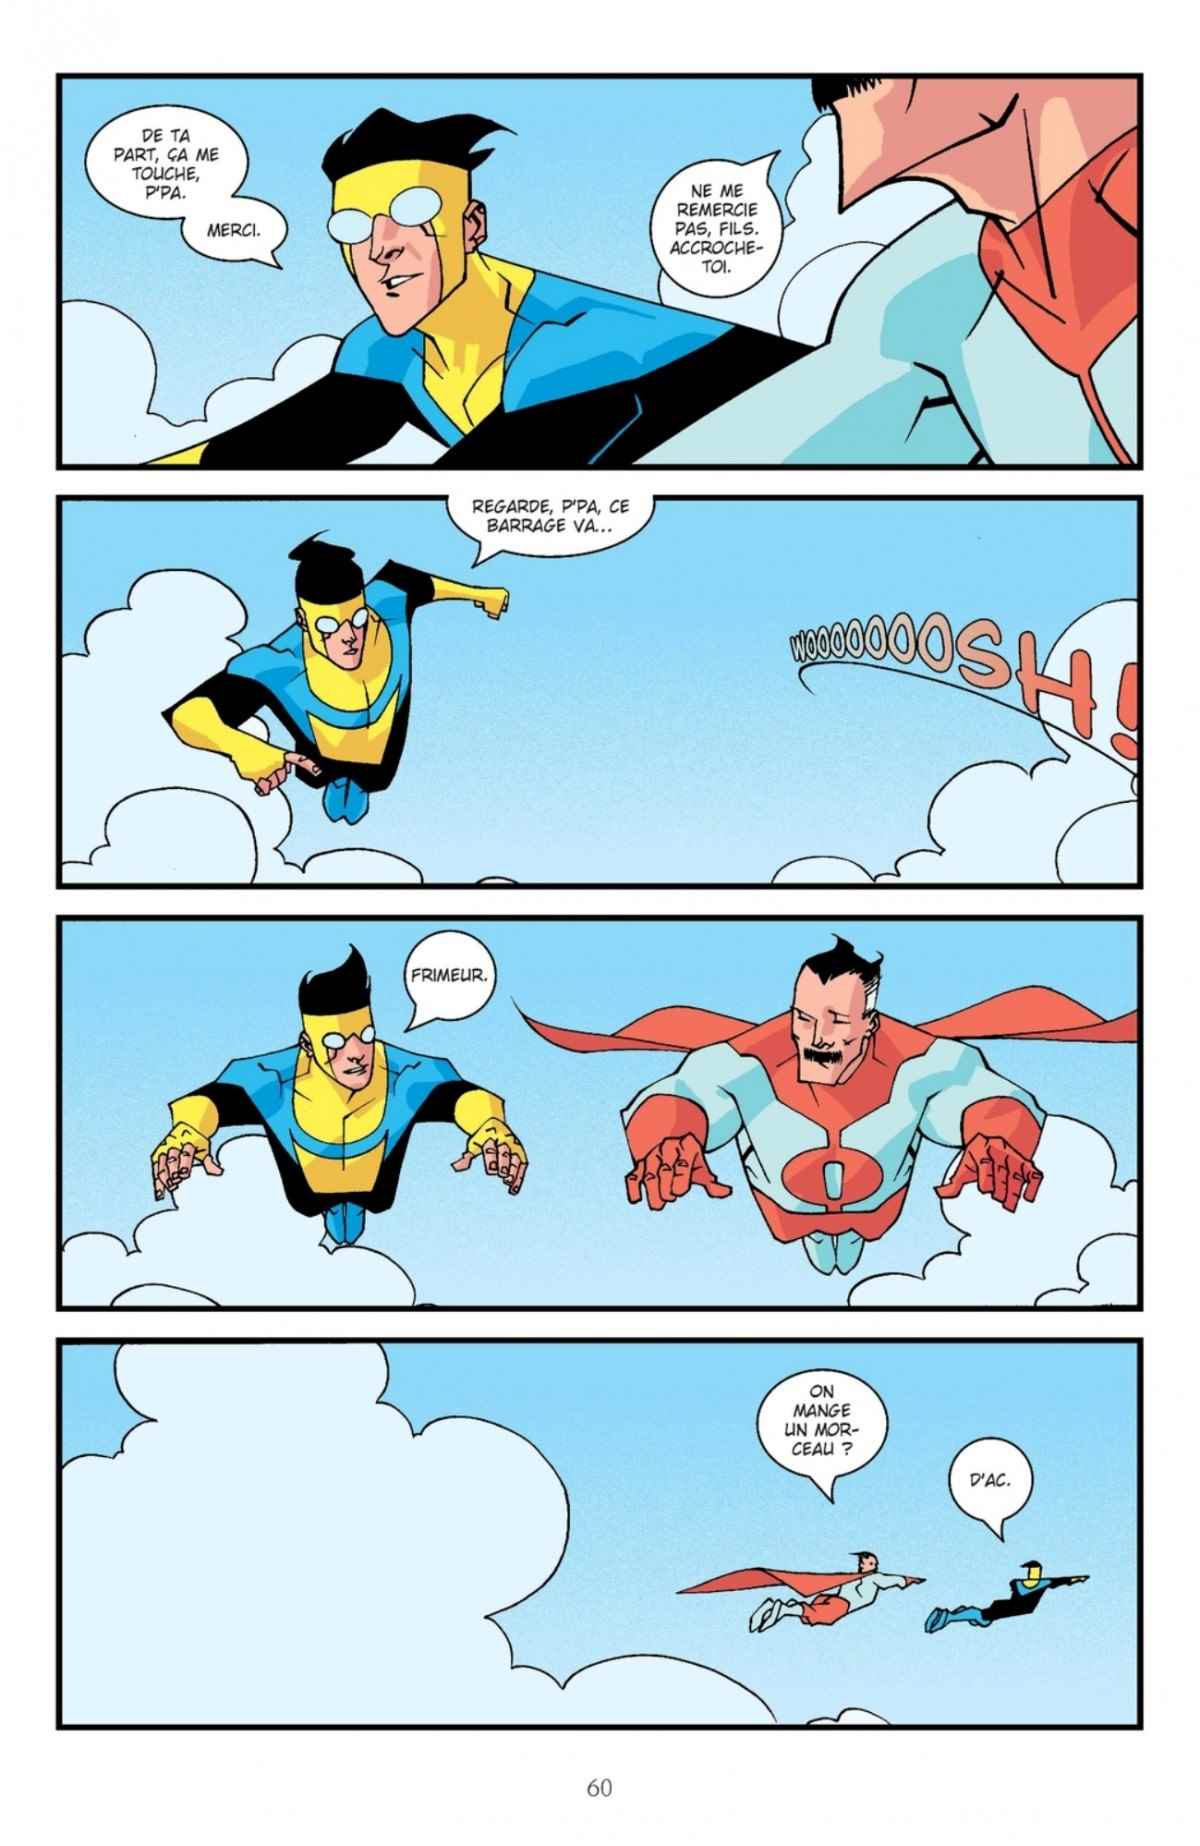 DE TA
PART, ÇA ME
TOUCHE,
P'PA.
MERCI.
NE ME
REMERCIE
PAS, FILS.
ACCROCHE-
TOI.
REGARDE, P'PA, CE
BARRAGE VA...
WOOOOOOOOSH!
FRIMEUR.
ON
MANGE
UN MOR-
CEAU ?
D'AC.
60